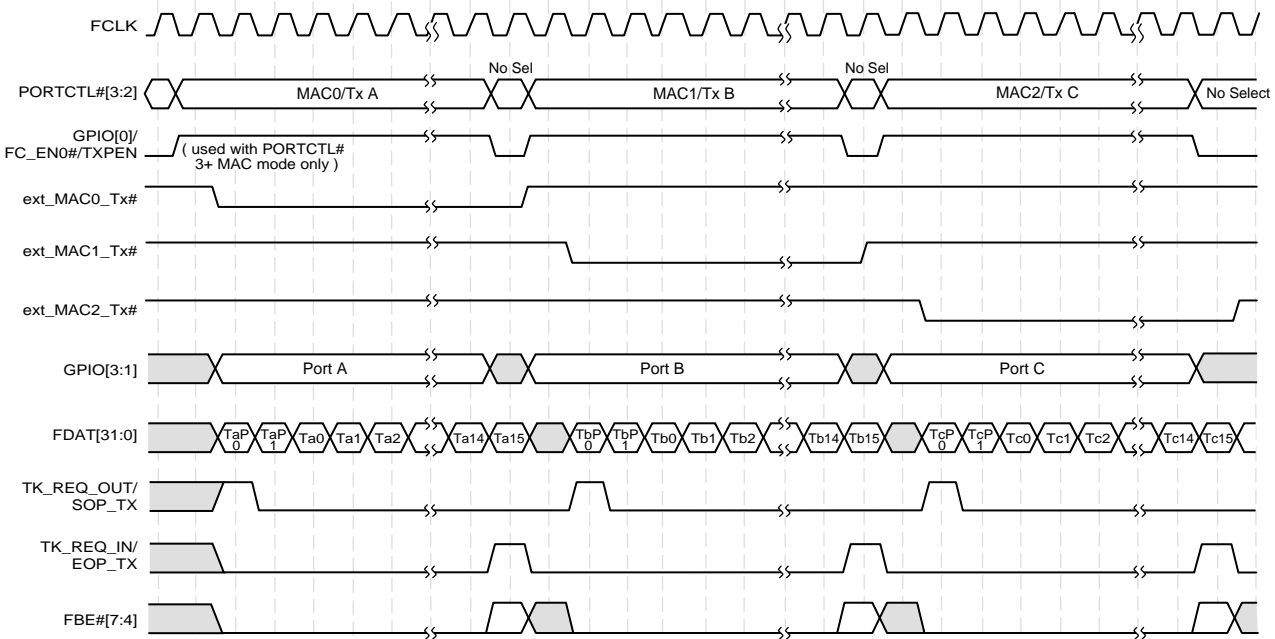 FCLK
No Sel
No Sel
PORTCTL#[3:2]
MAC0/Tx A
MAC1/Tx B
MAC2/Tx C
No Select
GPIO[0]/
FC_EN0#/TXPEN
( used with PORTCTL#
3+ MAC mode only )
ext_MAC0_Tx#
ext_MAC1_Tx#
ext_MAC2_Tx#
GPIO[3:1]
Port A
Port B
Port C
FDAT[31:0]
TaP
0
TaP
1
Ta0
Ta1
Ta2
Ta14
Ta15
TbP
0
TbP
1
Tb0
Tb1
Tb2
Tb14
Tb15
TcP
0
TcP
1
Tc0
Tc1
Tc2
Tc14
Tc15
TK_REQ_OUT/
SOP_TX
TK_REQ_IN/
EOP_TX
FBE#[7:4]